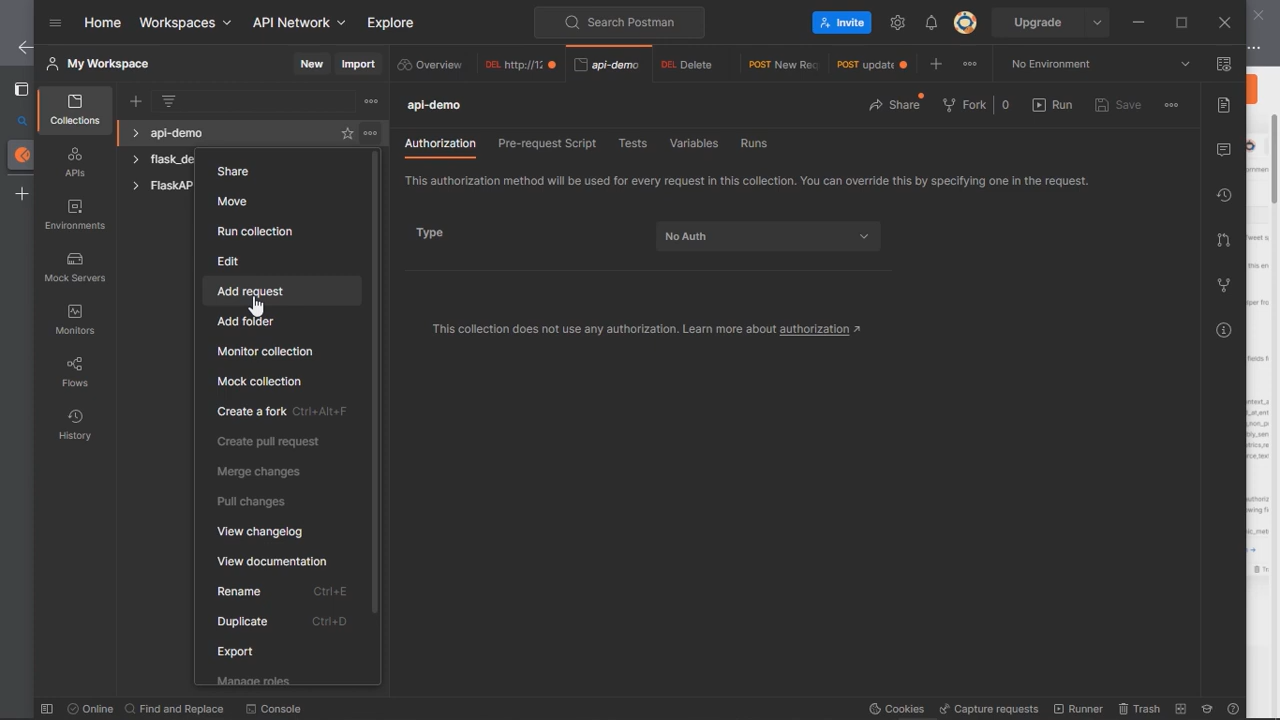 Home Workspaces API Network Explore Search Postman Invite Upgrade
My Workspace New Import Overview DEL http://12 api-demo DEL Delete POST New Req POST update No Environment
Collections
APIs
Environments
Mock Servers
Monitors
Flows
History
api-demo
flask_de
FlaskAP
Share
Move
Run collection
Edit
Add request
Add folder
Monitor collection
Mock collection
Create a fork Ctrl+Alt+F
Create pull request
Merge changes
Pull changes
View changelog
View documentation
Rename Ctrl+E
Duplicate Ctrl+D
Export
Manage roles
api-demo Share Fork 0 Run Save
Authorization Pre-request Script Tests Variables Runs
This authorization method will be used for every request in this collection. You can override this by specifying one in the request.
Type No Auth
This collection does not use any authorization. Learn more about authorization ↗
Online Find and Replace Console Cookies Capture requests Runner Trash